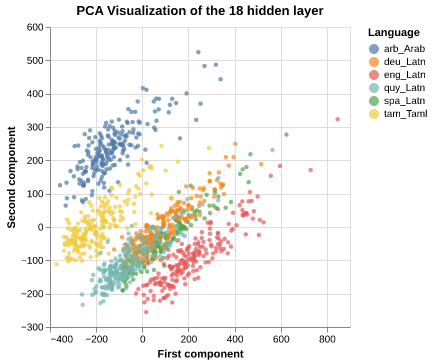 PCA Visualization of the 18 hidden layer
Language
arb_Arab
deu_Latn
eng_Latn
quy_Latn
spa_Latn
tam_Taml
Second component
600
500
400
300
200
100
0
−100
−200
−300
−400 −200 0 200 400 600 800
First component